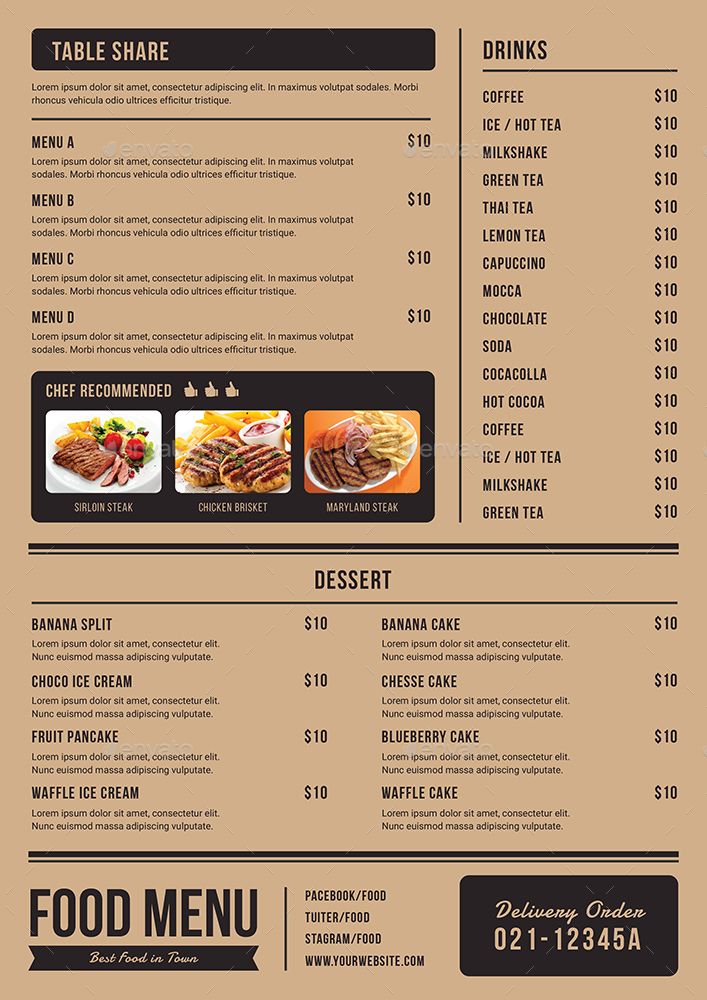 TABLE SHARE
Lorem ipsum dolor sit amet, consectetur adipiscing elit. In maximus volutpat sodales. Morbi
rhoncus vehicula odio ultrices efficitur tristique.
MENU A $10
Lorem ipsum dolor sit amet, consectetur adipiscing elit. In maximus volutpat
sodales. Morbi rhoncus vehicula odio ultrices efficitur tristique.
MENU B $10
Lorem ipsum dolor sit amet, consectetur adipiscing elit. In maximus volutpat
sodales. Morbi rhoncus vehicula odio ultrices efficitur tristique.
MENU C $10
Lorem ipsum dolor sit amet, consectetur adipiscing elit. In maximus volutpat
sodales. Morbi rhoncus vehicula odio ultrices efficitur tristique.
MENU D $10
Lorem ipsum dolor sit amet, consectetur adipiscing elit. In maximus volutpat
sodales. Morbi rhoncus vehicula odio ultrices efficitur tristique.
CHEF RECOMMENDED
SIRLOIN STEAK
CHICKEN BRISKET
MARYLAND STEAK
DRINKS
COFFEE $10
ICE / HOT TEA $10
MILKSHAKE $10
GREEN TEA $10
THAI TEA $10
LEMON TEA $10
CAPUCCINO $10
MOCCA $10
CHOCOLATE $10
SODA $10
COCACOLLA $10
HOT COCOA $10
COFFEE $10
ICE / HOT TEA $10
MILKSHAKE $10
GREEN TEA $10
DESSERT
BANANA SPLIT $10
Lorem ipsum dolor sit amet, consectetur elit.
Nunc euismod massa adipiscing vulputate.
CHOCO ICE CREAM $10
Lorem ipsum dolor sit amet, consectetur elit.
Nunc euismod massa adipiscing vulputate.
FRUIT PANCAKE $10
Lorem ipsum dolor sit amet, consectetur elit.
Nunc euismod massa adipiscing vulputate.
WAFFLE ICE CREAM $10
Lorem ipsum dolor sit amet, consectetur elit.
Nunc euismod massa adipiscing vulputate.
BANANA CAKE $10
Lorem ipsum dolor sit amet, consectetur elit.
Nunc euismod massa adipiscing vulputate.
CHESSE CAKE $10
Lorem ipsum dolor sit amet, consectetur elit.
Nunc euismod massa adipiscing vulputate.
BLUEBERRY CAKE $10
Lorem ipsum dolor sit amet, consectetur elit.
Nunc euismod massa adipiscing vulputate.
WAFFLE CAKE $10
Lorem ipsum dolor sit amet, consectetur elit.
Nunc euismod massa adipiscing vulputate.
FOOD MENU
Best Food in Town
PACEBOOK/FOOD
TUITER/FOOD
STAGRAM/FOOD
WWW.YOURWEBSITE.COM
Delivery Order
021-12345A
envato
envato
envato
envato
envato
envato